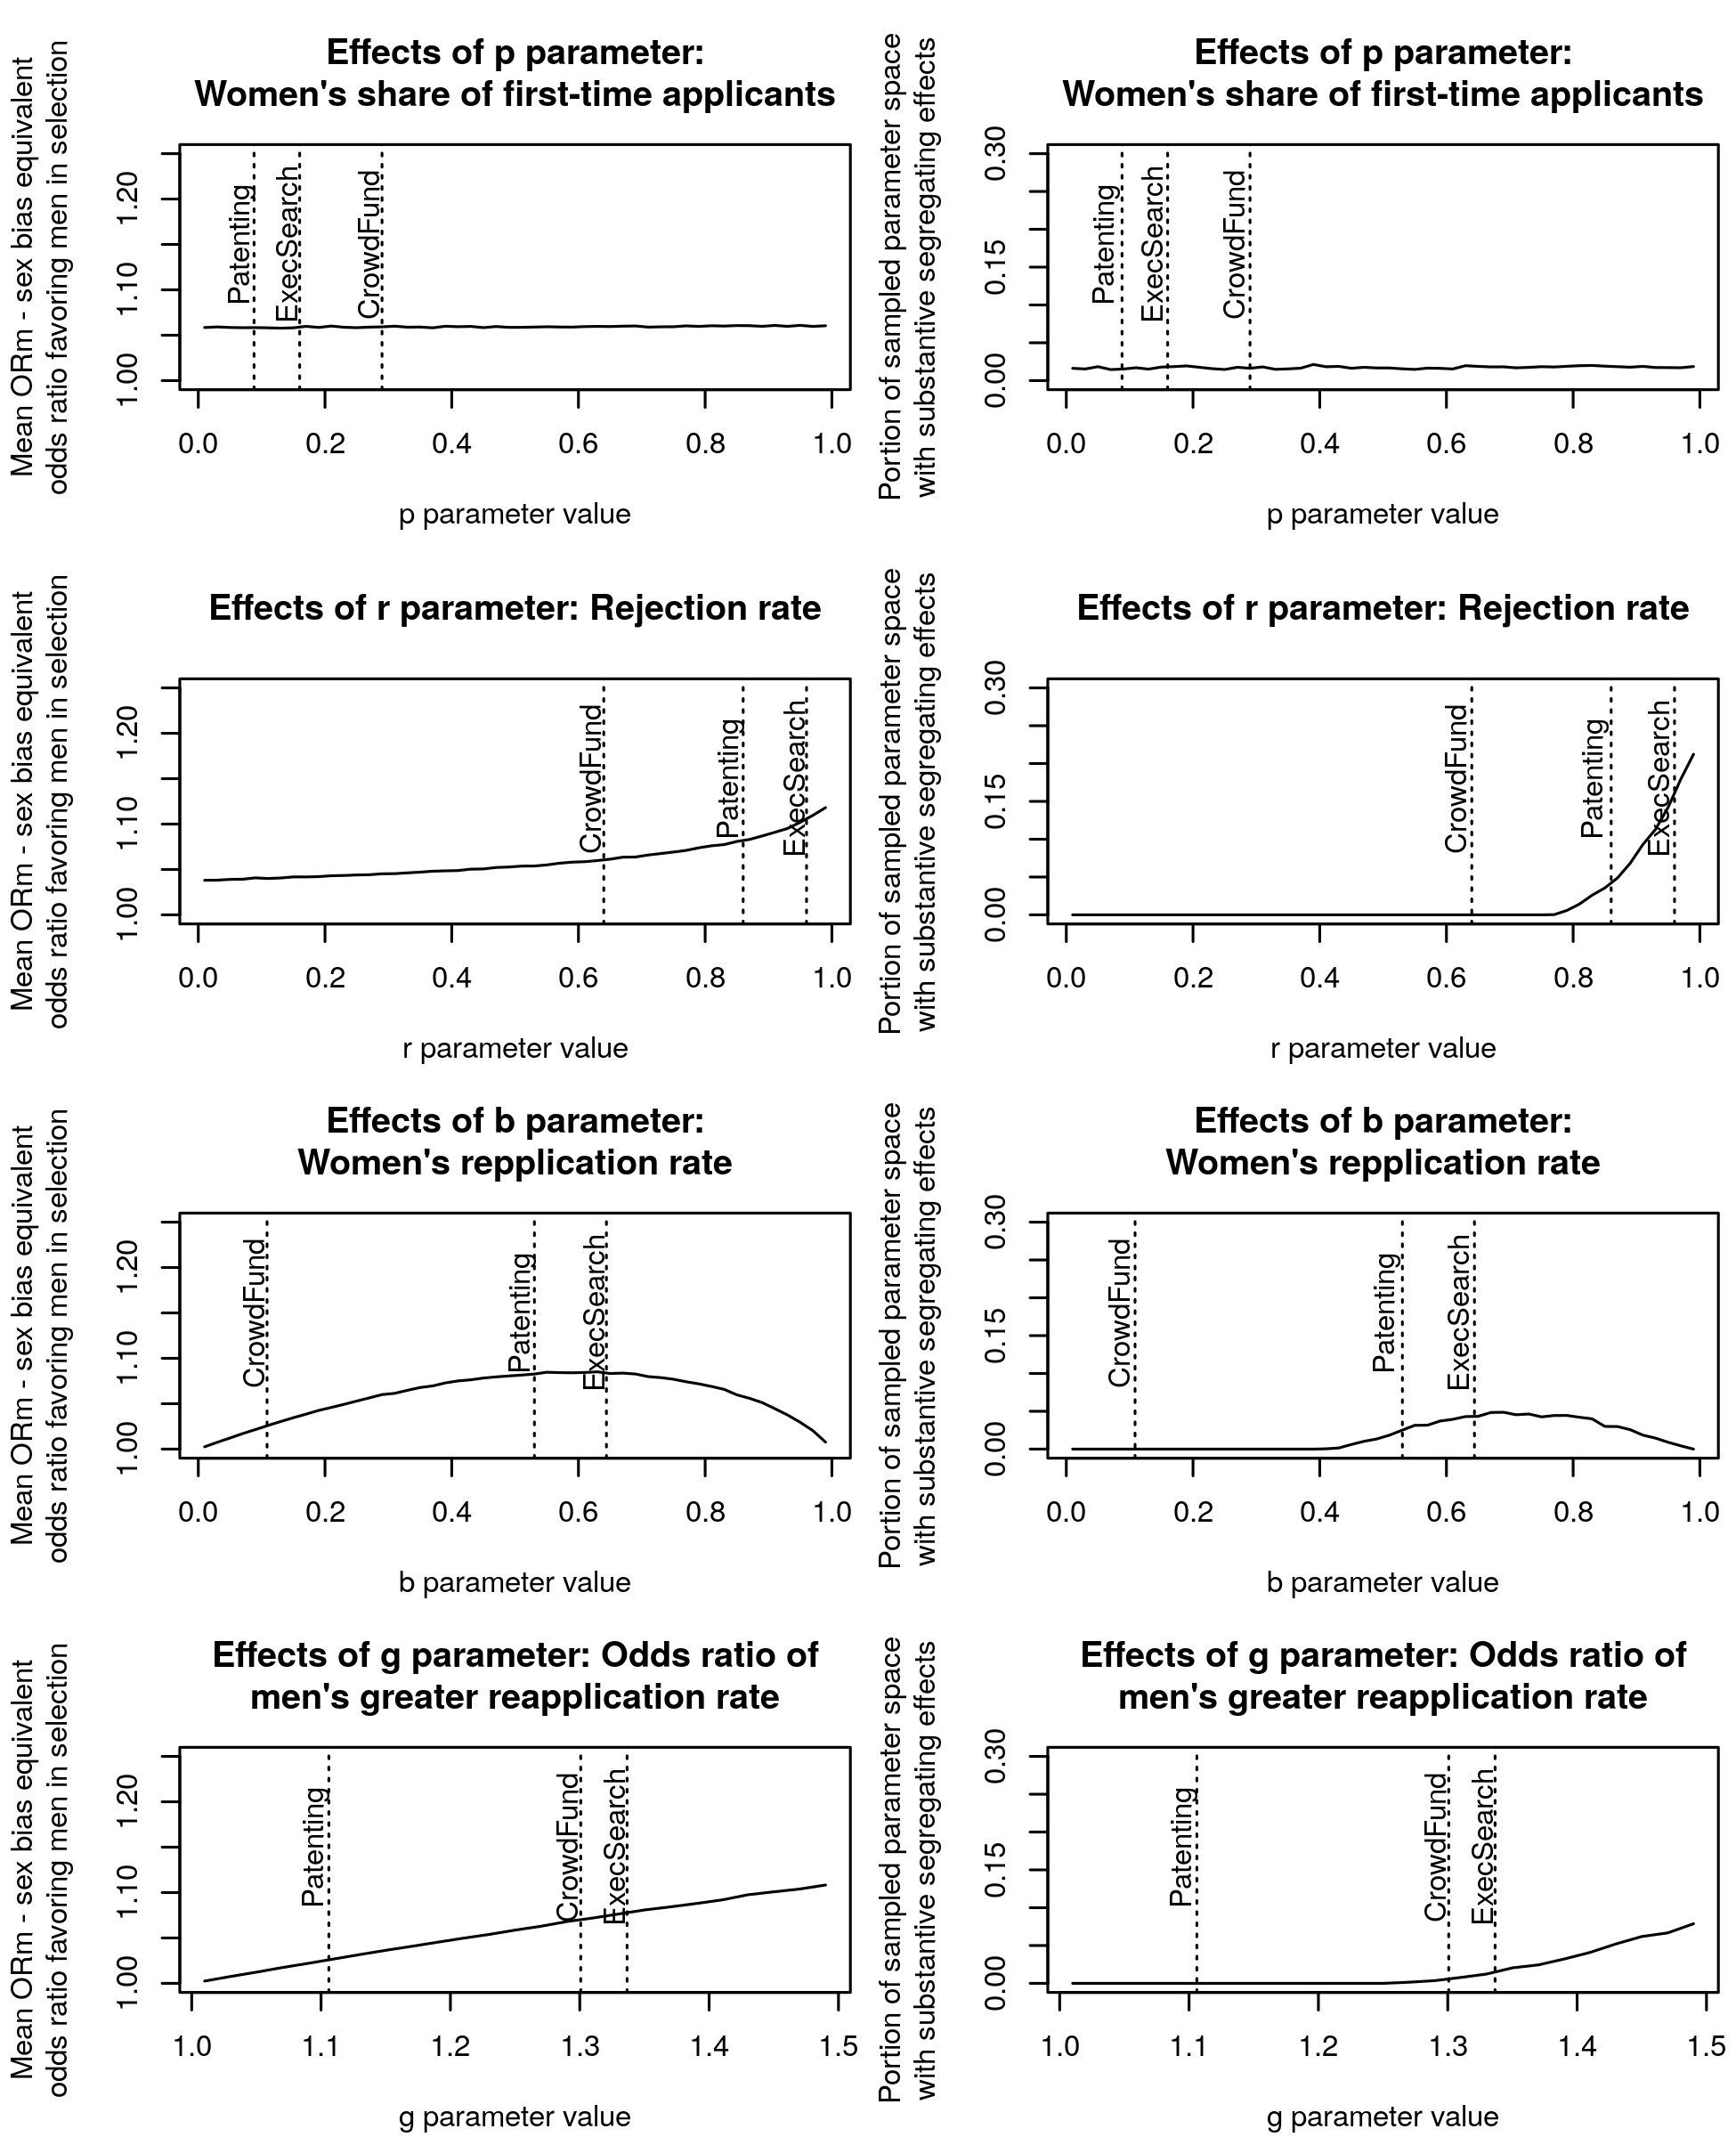 Effects of p parameter:
Women's share of first-time applicants
Mean ORm - sex bias equivalent
odds ratio favoring men in selection
1.00 1.10 1.20
Patenting
ExecSearch
CrowdFund
0.0 0.2 0.4 0.6 0.8 1.0
p parameter value
Effects of p parameter:
Women's share of first-time applicants
Portion of sampled parameter space
with substantive segregating effects
0.00 0.15 0.30
Patenting
ExecSearch
CrowdFund
0.0 0.2 0.4 0.6 0.8 1.0
p parameter value
Effects of r parameter: Rejection rate
Mean ORm - sex bias equivalent
odds ratio favoring men in selection
1.00 1.10 1.20
CrowdFund
Patenting
ExecSearch
0.0 0.2 0.4 0.6 0.8 1.0
r parameter value
Effects of r parameter: Rejection rate
Portion of sampled parameter space
with substantive segregating effects
0.00 0.15 0.30
CrowdFund
Patenting
ExecSearch
0.0 0.2 0.4 0.6 0.8 1.0
r parameter value
Effects of b parameter:
Women's repplication rate
Mean ORm - sex bias equivalent
odds ratio favoring men in selection
1.00 1.10 1.20
CrowdFund
Patenting
ExecSearch
0.0 0.2 0.4 0.6 0.8 1.0
b parameter value
Effects of b parameter:
Women's repplication rate
Portion of sampled parameter space
with substantive segregating effects
0.00 0.15 0.30
CrowdFund
Patenting
ExecSearch
0.0 0.2 0.4 0.6 0.8 1.0
b parameter value
Effects of g parameter: Odds ratio of
men's greater reapplication rate
Mean ORm - sex bias equivalent
odds ratio favoring men in selection
1.00 1.10 1.20
Patenting
CrowdFund
ExecSearch
1.0 1.1 1.2 1.3 1.4 1.5
g parameter value
Effects of g parameter: Odds ratio of
men's greater reapplication rate
Portion of sampled parameter space
with substantive segregating effects
0.00 0.15 0.30
Patenting
CrowdFund
ExecSearch
1.0 1.1 1.2 1.3 1.4 1.5
g parameter value